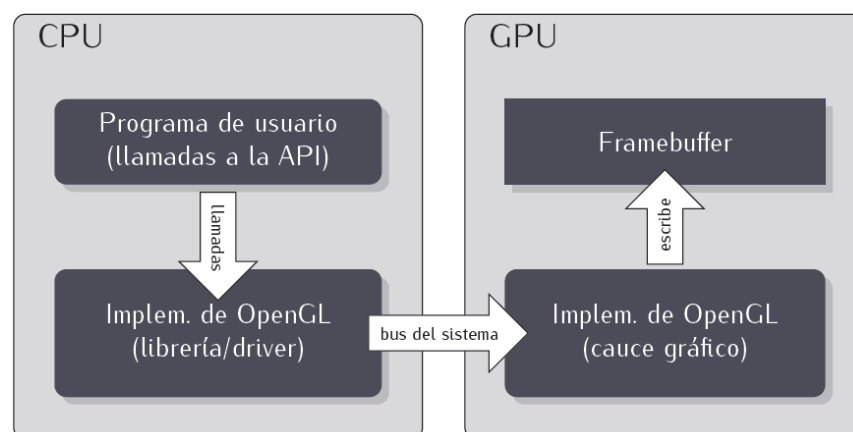 CPU
Programa de usuario
(llamadas a la API)
llamadas
Implem. de OpenGL
(librería/driver)
bus del sistema
GPU
Framebuffer
escribe
Implem. de OpenGL
(cauce gráfico)